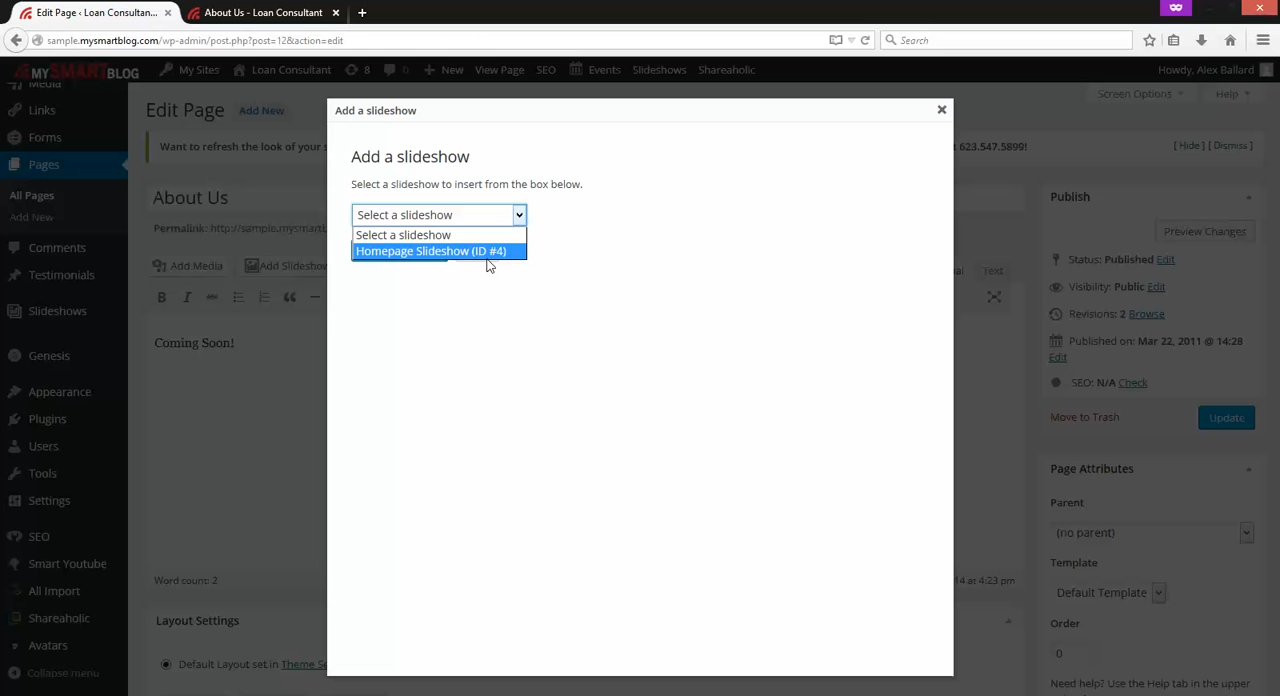 Edit Page ‹ Loan Consultan... ×
About Us - Loan Consultant ×
+
sample.mysmartblog.com/wp-admin/post.php?post=12&action=edit
Search
MYSMARTBLOG
My Sites
Loan Consultant
8
0
New
View Page
SEO
Events
Slideshows
Shareaholic
Howdy, Alex Ballard
Media
Links
Forms
Pages
All Pages
Add New
Comments
Testimonials
Slideshows
Genesis
Appearance
Plugins
Users
Tools
Settings
SEO
Smart Youtube
All Import
Shareaholic
Avatars
Collapse menu
Screen Options
Help
Edit Page
Add New
Want to refresh the look of your
t 623.547.5899!
[ Hide ] [ Dismiss ]
About Us
Permalink: http://sample.mysmart
Add Media
Add Slideshow
Text
B I ABC
Coming Soon!
Word count: 2
14 at 4:23 pm
Layout Settings
Default Layout set in Theme Se
Add a slideshow
Add a slideshow
Select a slideshow to insert from the box below.
Select a slideshow
Select a slideshow
Homepage Slideshow (ID #4)
Publish
Preview Changes
Status: Published Edit
Visibility: Public Edit
Revisions: 2 Browse
Published on: Mar 22, 2011 @ 14:28
Edit
SEO: N/A Check
Move to Trash
Update
Page Attributes
Parent
(no parent)
Template
Default Template
Order
0
Need help? Use the Help tab in the upper